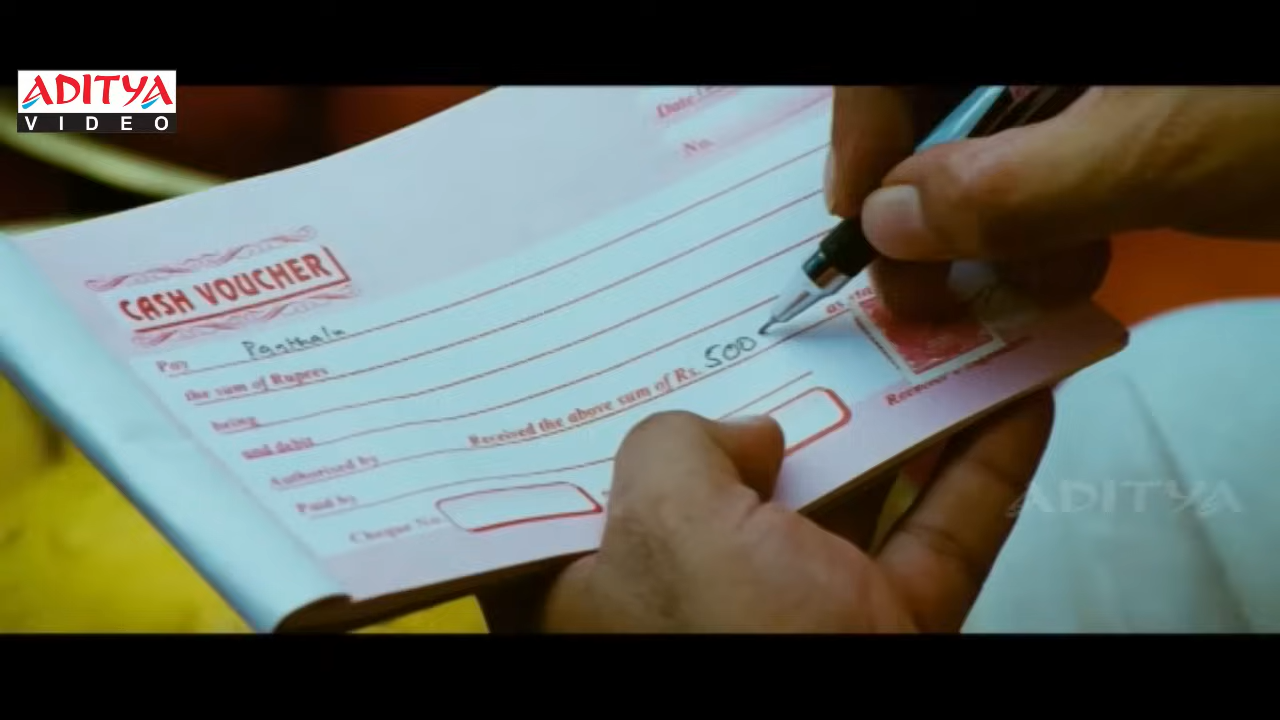 ADITYA
VIDEO
Date
No.
CASH VOUCHER
Pay Panthalu
the sum of Rupees
being
and debit
Received the above sum of Rs. 500
Authorised by
Paid by
Cheque No.
ADITYA